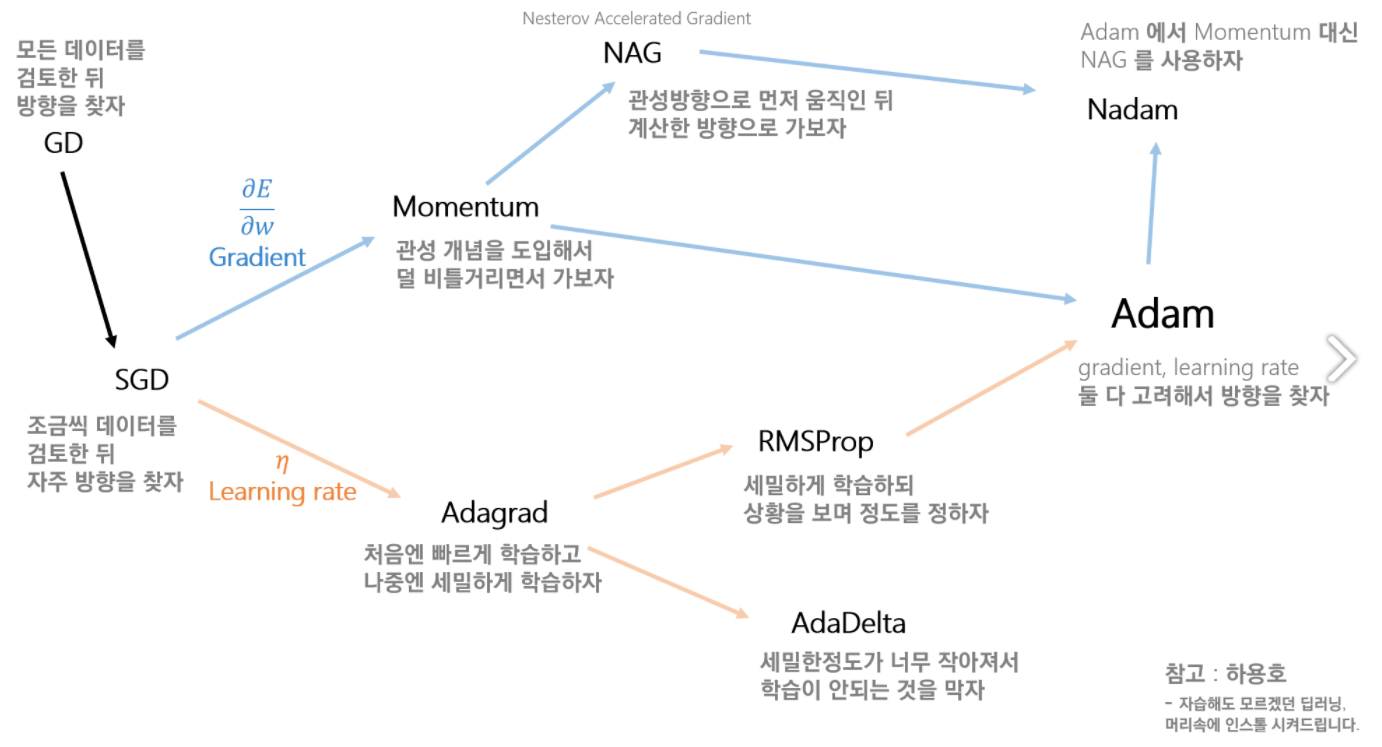 모든 데이터를
검토한 뒤
방향을 찾자
GD
SGD
조금씩 데이터를
검토한 뒤
자주 방향을 찾자
∂E
∂w
Gradient
η
Learning rate
Momentum
관성 개념을 도입해서
덜 비틀거리면서 가보자
Nesterov Accelerated Gradient
NAG
관성방향으로 먼저 움직인 뒤
계산한 방향으로 가보자
Adagrad
처음엔 빠르게 학습하고
나중엔 세밀하게 학습하자
RMSProp
세밀하게 학습하되
상황을 보며 정도를 정하자
AdaDelta
세밀한정도가 너무 작아져서
학습이 안되는 것을 막자
Adam 에서 Momentum 대신
NAG 를 사용하자
Nadam
Adam
gradient, learning rate
둘 다 고려해서 방향을 찾자
참고 : 하용호
- 자습해도 모르겠던 딥러닝,
머리속에 인스톨 시켜드립니다.